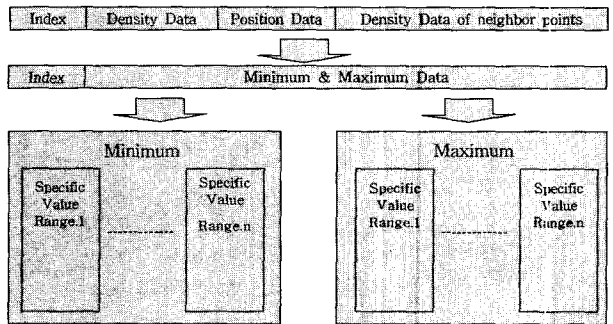 Index Density Data Position Data Density Data of neighbor points
Index Minimum & Maximum Data
Minimum Maximum
Specific Value Range.1
Specific Value Range.n
Specific Value Range.1
Specific Value Range.n